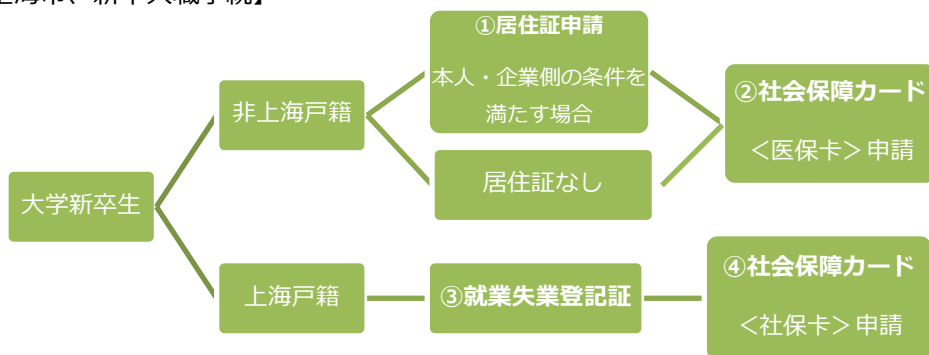 ①居住証申請
本人・企業側の条件を
満たす場合
②社会保障カード
＜医保卡＞申請
非上海戸籍
居住証なし
大学新卒生
上海戸籍
③就業失業登記証
④社会保障カード
＜社保卡＞申請